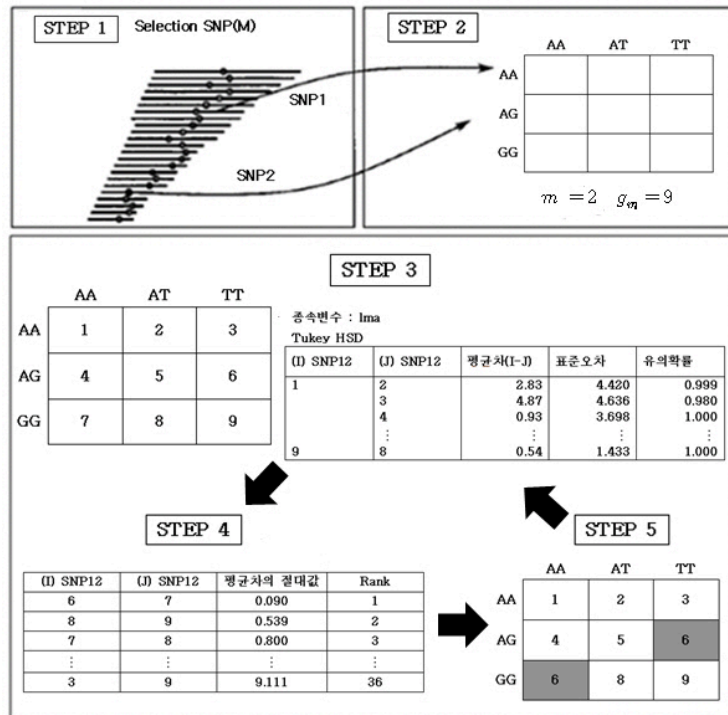 STEP 1 Selection SNP(M)
SNP1
SNP2
STEP 2
AA AT TT
AA
AG
GG
m = 2 g_m = 9
STEP 3
AA AT TT
AA 1 2 3
AG 4 5 6
GG 7 8 9
종속변수 : lma
Tukey HSD
(I) SNP12 (J) SNP12 평균차(I-J) 표준오차 유의확률
1 2 2.83 4.420 0.999
3 4.87 4.636 0.980
4 0.93 3.698 1.000
⋮ ⋮ ⋮ ⋮
9 8 0.54 1.433 1.000
STEP 4
(I) SNP12 (J) SNP12 평균차의 절대값 Rank
6 7 0.090 1
8 9 0.539 2
7 8 0.800 3
⋮ ⋮ ⋮ ⋮
3 9 9.111 36
STEP 5
AA AT TT
AA 1 2 3
AG 4 5 6
GG 6 8 9